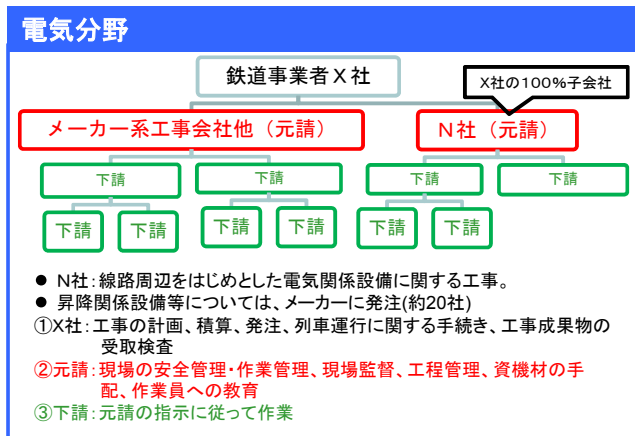 電気分野
鉄道事業者X社
X社の100%子会社
メーカー系工事会社他（元請）
N社（元請）
下請
下請
下請
下請
下請
下請
下請
下請
下請
下請
● N社：線路周辺をはじめとした電気関係設備に関する工事。
● 昇降関係設備等については、メーカーに発注(約20社)
①X社：工事の計画、積算、発注、列車運行に関する手続き、工事成果物の
受取検査
②元請：現場の安全管理・作業管理、現場監督、工程管理、資機材の手
配、作業員への教育
③下請：元請の指示に従って作業